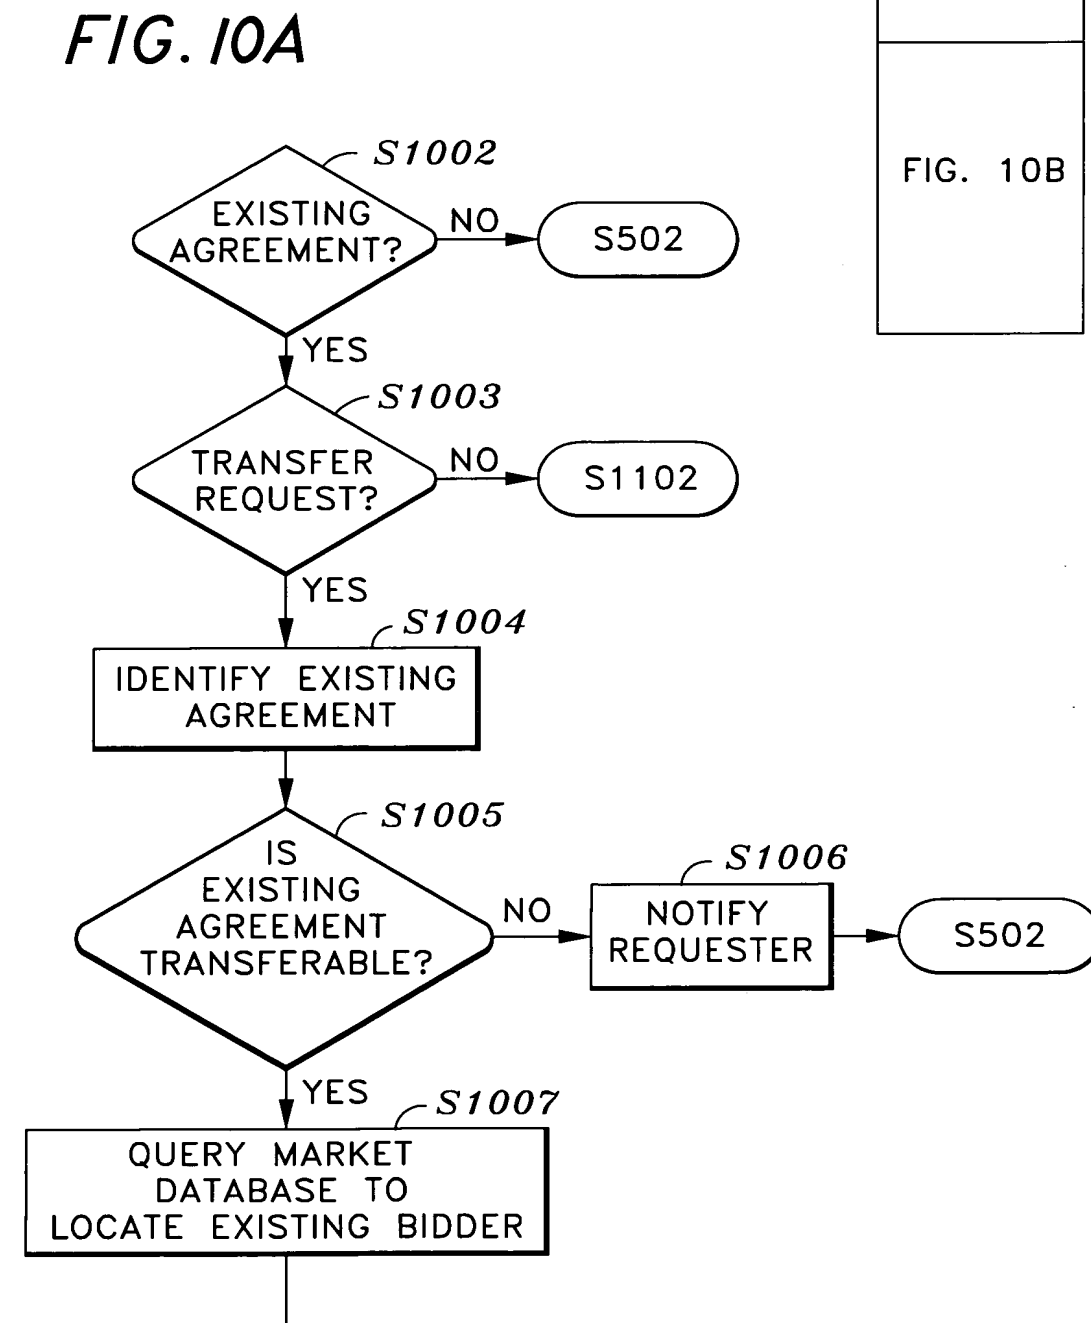 FIG. 10A
FIG. 10B
S1002
EXISTING
AGREEMENT?
NO
S502
YES
S1003
TRANSFER
REQUEST?
NO
S1102
YES
S1004
IDENTIFY EXISTING
AGREEMENT
S1005
IS
EXISTING
AGREEMENT
TRANSFERABLE?
NO
S1006
NOTIFY
REQUESTER
S502
YES
S1007
QUERY MARKET
DATABASE TO
LOCATE EXISTING BIDDER